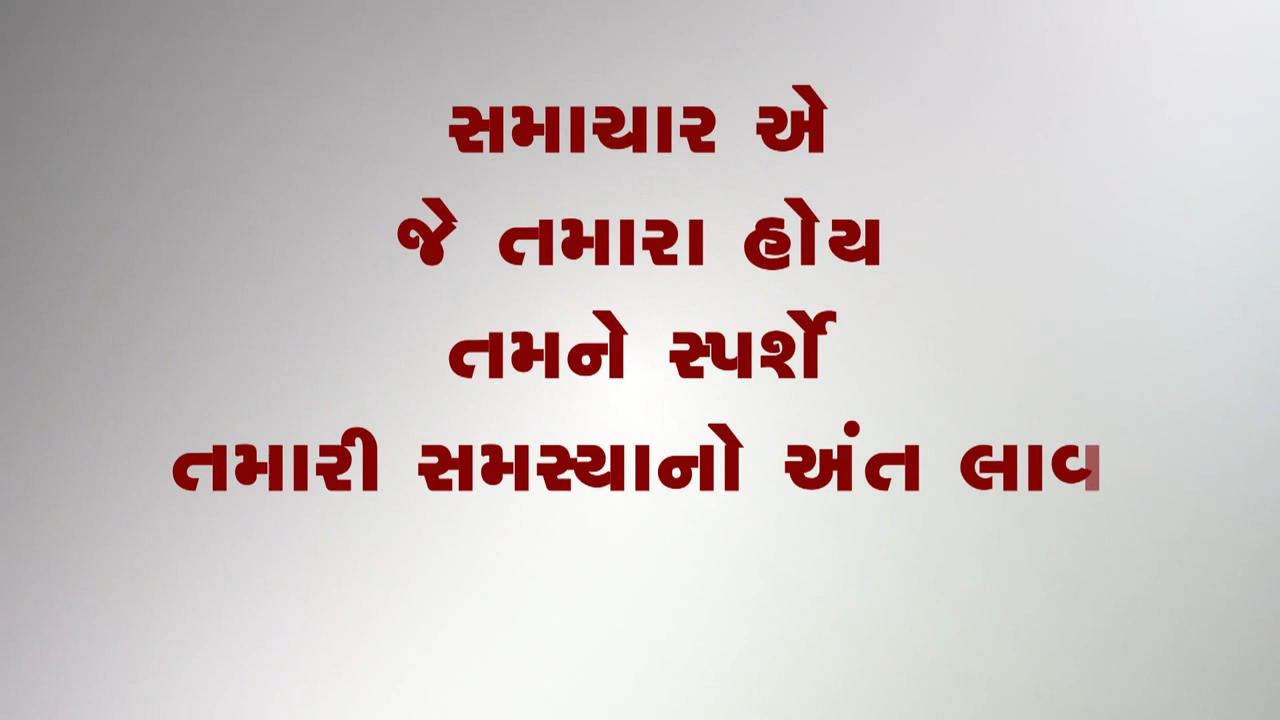 સમાચાર એ
જે તમારા હોય
તમને સ્પર્શે
તમારી સમસ્યાનો અંત લાવ